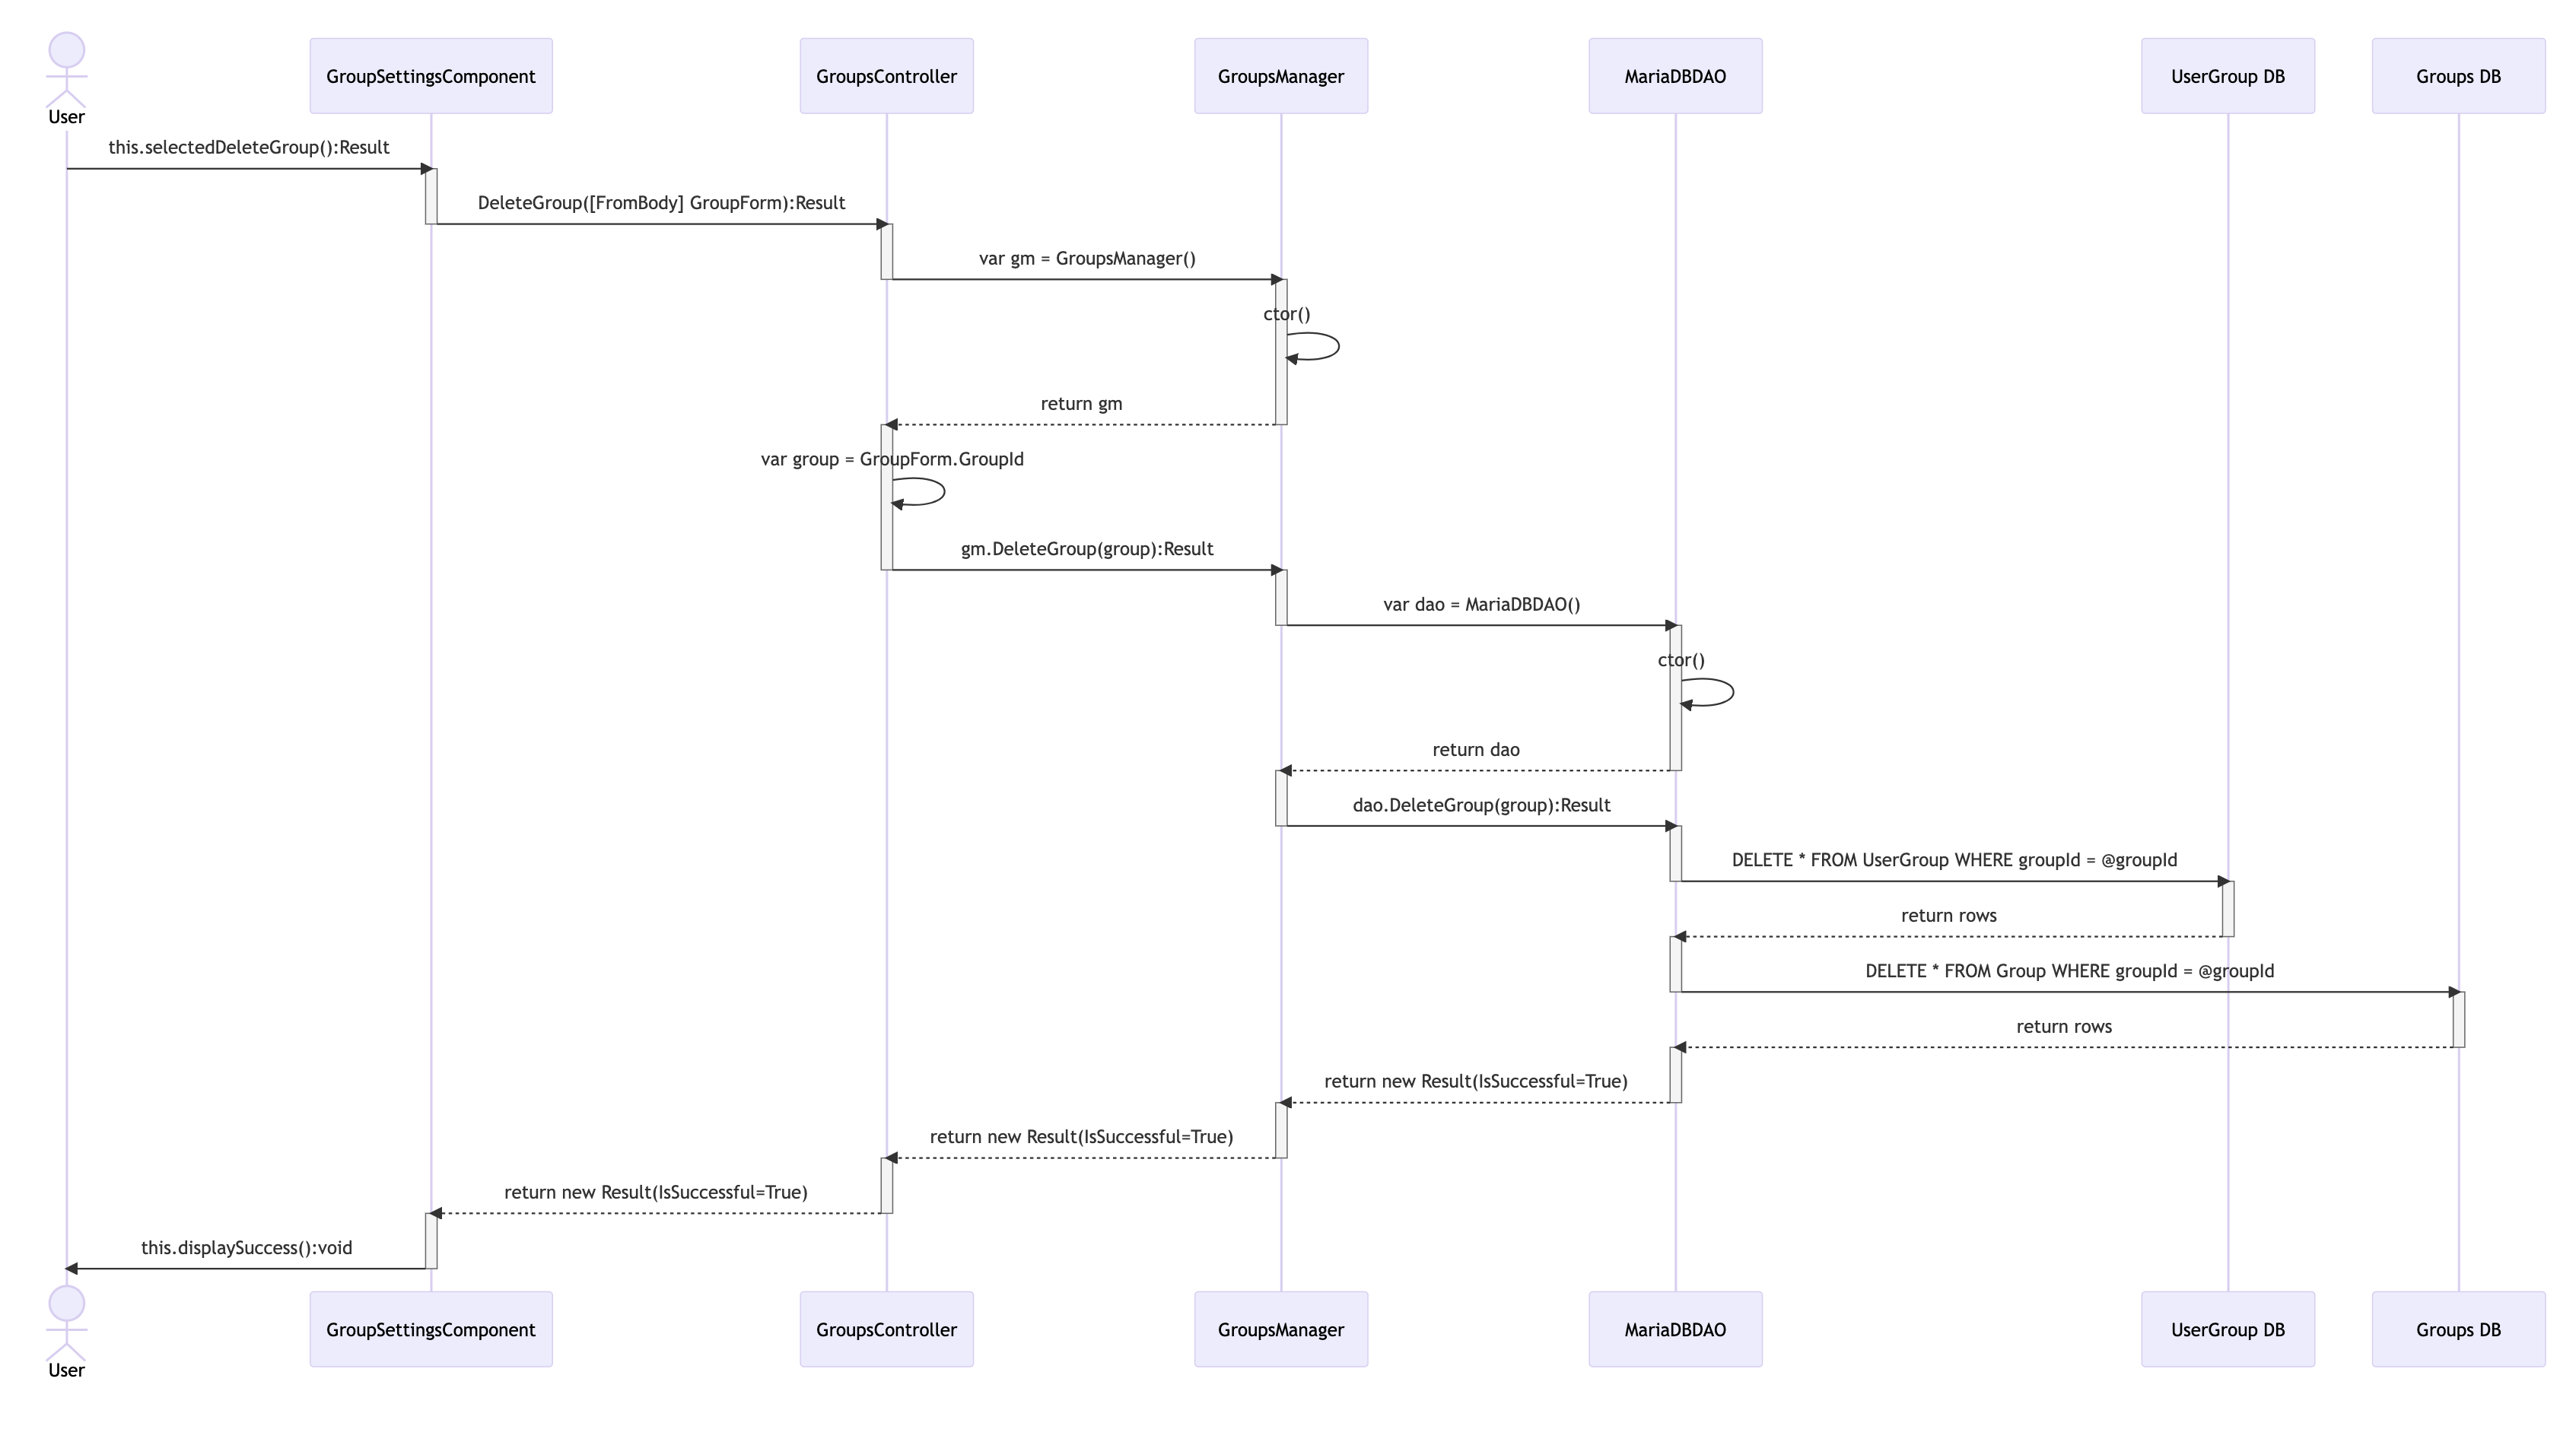 User
GroupSettingsComponent
GroupsController
GroupsManager
MariaDBDAO
UserGroup DB
Groups DB
this.selectedDeleteGroup():Result
DeleteGroup([FromBody] GroupForm):Result
var gm = GroupsManager()
ctor()
return gm
var group = GroupForm.GroupId
gm.DeleteGroup(group):Result
var dao = MariaDBDAO()
ctor()
return dao
dao.DeleteGroup(group):Result
DELETE * FROM UserGroup WHERE groupId = @groupId
return rows
DELETE * FROM Group WHERE groupId = @groupId
return rows
return new Result(IsSuccessful=True)
return new Result(IsSuccessful=True)
return new Result(IsSuccessful=True)
this.displaySuccess():void
User
GroupSettingsComponent
GroupsController
GroupsManager
MariaDBDAO
UserGroup DB
Groups DB